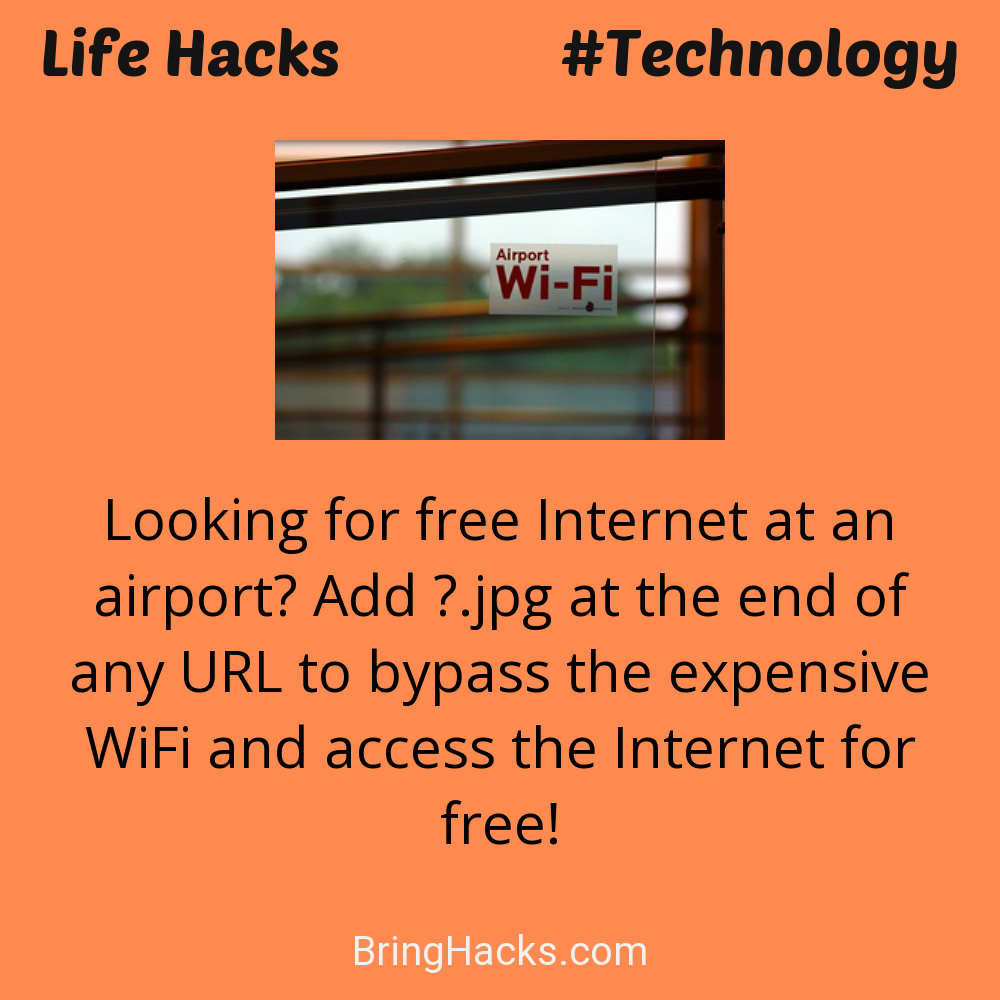 Life Hacks #Technology
Airport
Wi-Fi
Looking for free Internet at an
airport? Add ?.jpg at the end of
any URL to bypass the expensive
WiFi and access the Internet for
free!
BringHacks.com